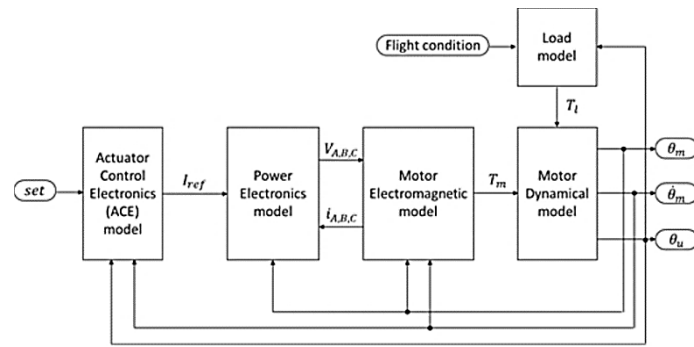 Flight condition
Load
model
T_l
Actuator
Control
Electronics
(ACE)
model
set
I_ref
Power
Electronics
model
V_A,B,C
i_A,B,C
Motor
Electromagnetic
model
T_m
Motor
Dynamical
model
θ_m
θ̇_m
θ_u